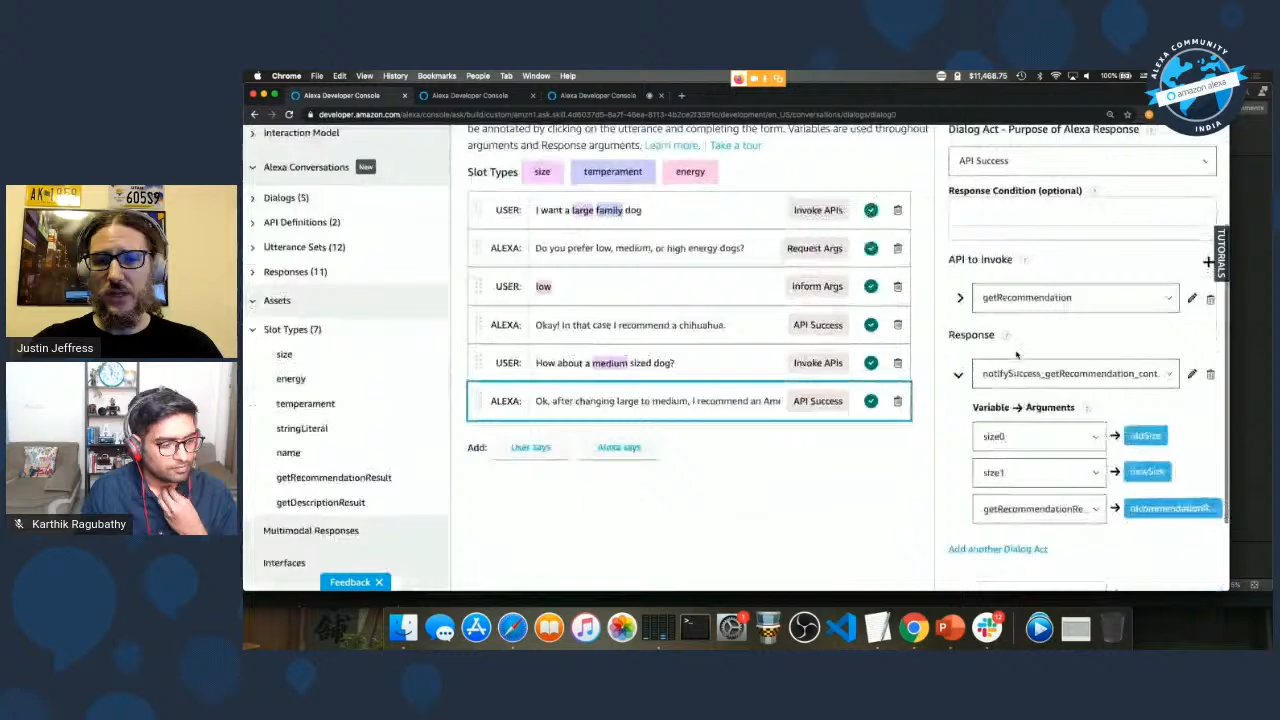 ALEXA COMMUNITY
amazon alexa
INDIA
Chrome File Edit View History Bookmarks People Tab Window Help
$11,468.75
100%
Alexa Developer Console
Alexa Developer Console
Alexa Developer Console
Interaction Model
Alexa Conversations New
Dialogs (5)
API Definitions (2)
Utterance Sets (12)
Responses (11)
Assets
Slot Types (7)
size
energy
temperament
stringLiteral
name
getRecommendationResult
getDescriptionResult
Multimodal Responses
Interfaces
Feedback
be annotated by clicking on the utterance and completing the form. Variables are used throughout
arguments and Response arguments. Learn more. | Take a tour
Slot Types size temperament energy
USER: I want a large family dog Invoke APIs
ALEXA: Do you prefer low, medium, or high energy dogs? Request Args
USER: low Inform Args
ALEXA: Okay! In that case I recommend a chihuahua. API Success
USER: How about a medium sized dog? Invoke APIs
ALEXA: Ok, after changing large to medium, I recommend an Ame API Success
Add: User says Alexa says
Dialog Act - Purpose of Alexa Response
API Success
Response Condition (optional)
TUTORIALS
API to Invoke
getRecommendation
Response
notifySuccess_getRecommendation_cont
Variable → Arguments
size0 → oldSize
size1 → newSize
getRecommendationRe...
Add another Dialog Act
Justin Jeffress
Karthik Ragubathy